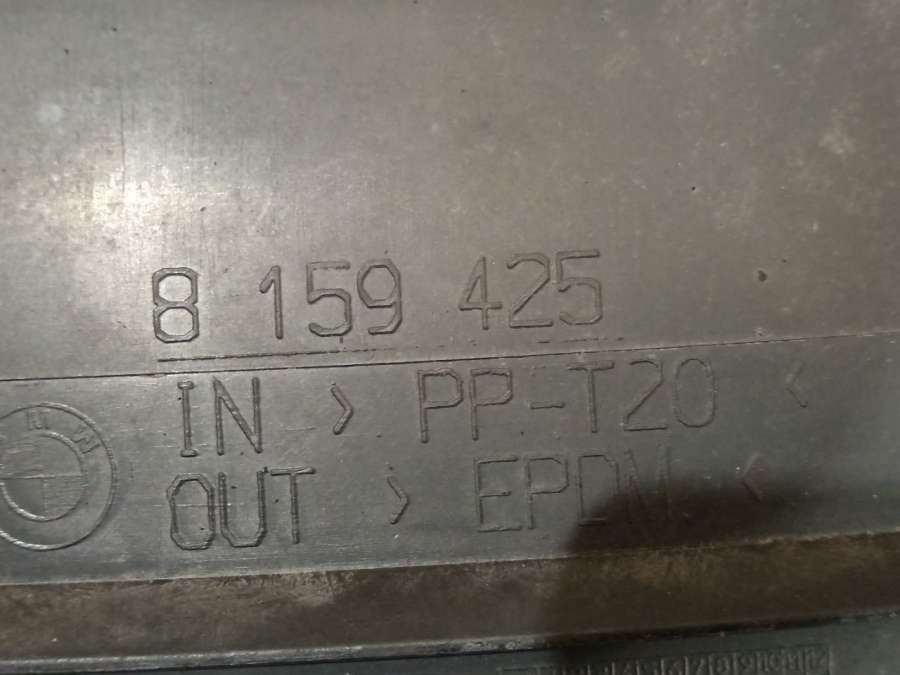 8 159 425
IN > PP-T20 <
OUT > EPDM <